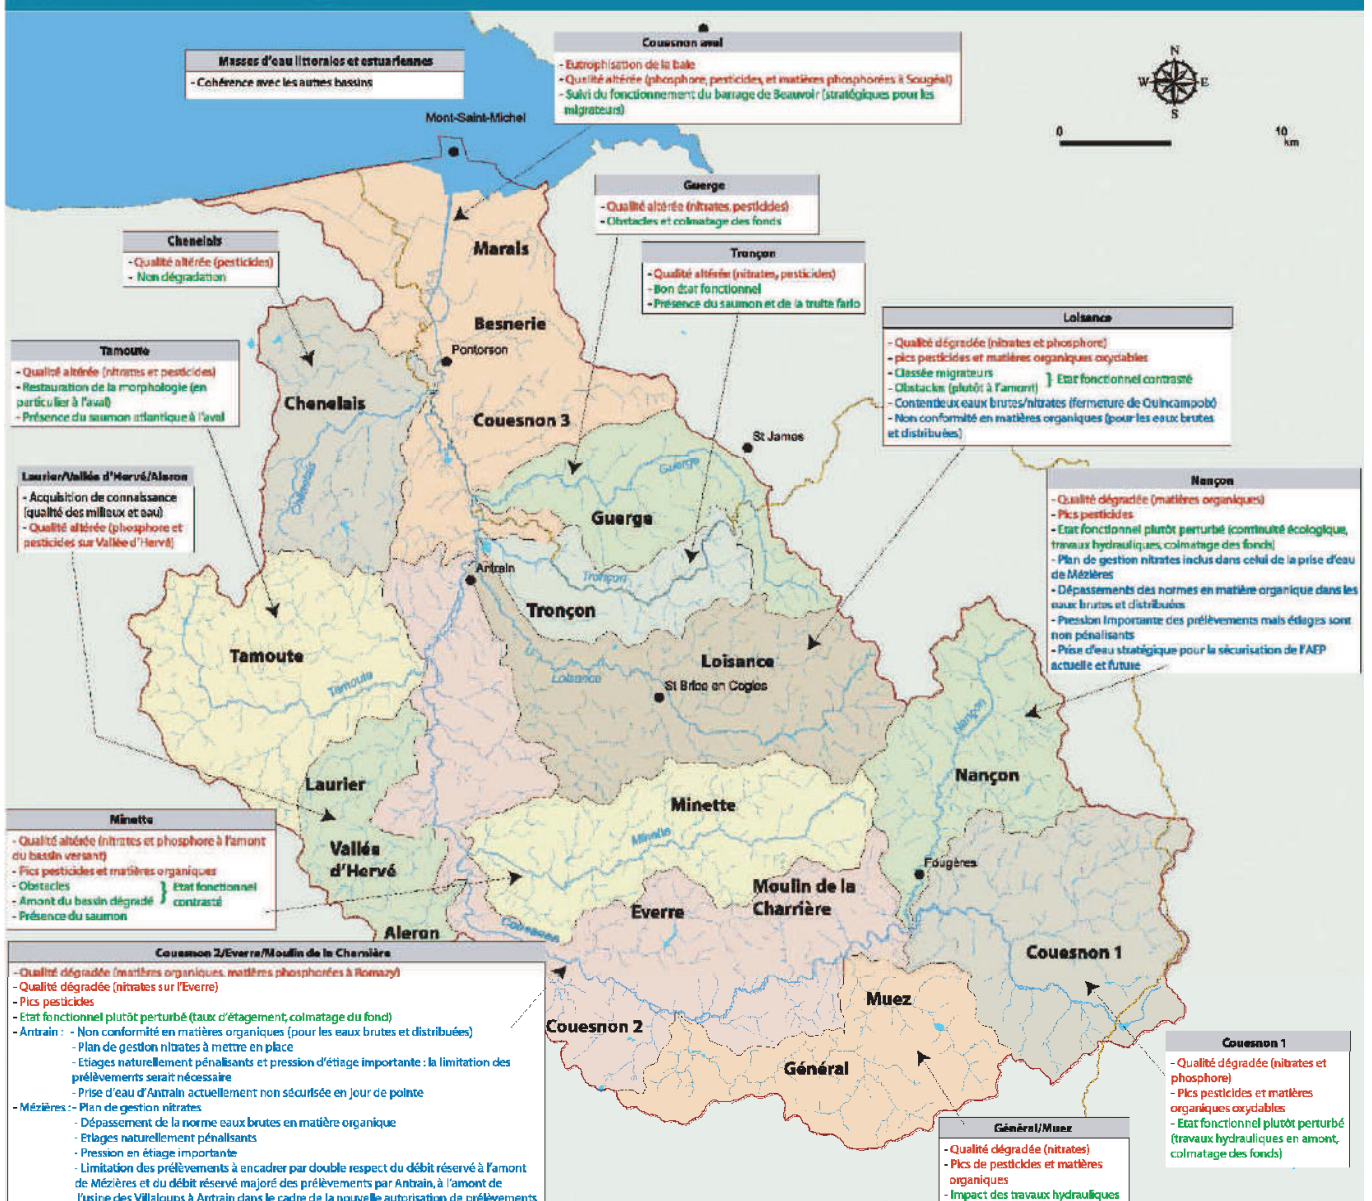 Masses d'eau littorales et estuariennes
- Cohérence avec les autres bassins
Couesnon aval
- Eutrophisation de la baie
- Qualité altérée (phosphore, pesticides, et matières phosphorées à Sougéal)
- Suivi du fonctionnement du barrage de Beauvoir (stratégiques pour les
migrateurs)
N
W
E
S
0
10
km
Mont-Saint-Michel
Guerge
- Qualité altérée (nitrates, pesticides)
- Obstacles et colmatage des fonds
Chenelais
- Qualité altérée (pesticides)
- Non dégradation
Tronçon
- Qualité altérée (nitrates, pesticides)
- Bon état fonctionnel
- Présence du saumon et de la truite fario
Marais
Besnerie
Pontorson
Couesnon 3
Loisance
- Qualité dégradée (nitrates et phosphore)
- pics pesticides et matières organiques oxydables
- Classée migrateurs
- Obstacles (plutôt à l'amont)
} Etat fonctionnel contrasté
- Contentieux eaux brutes/nitrates (fermeture de Quincampoix)
- Non conformité en matières organiques (pour les eaux brutes
et distribuées)
Tamoute
- Qualité altérée (nitrates et pesticides)
- Restauration de la morphologie (en
particulier à l'aval)
- Présence du saumon atlantique à l'aval
Chenelais
Chênelais
St James
Guerge
Guerge
Laurier/Vallée d'Hervé/Aleron
- Acquisition de connaissance
(qualité des milieux et eau)
- Qualité altérée (phosphore et
pesticides sur Vallée d'Hervé)
Nançon
- Qualité dégradée (matières organiques)
- Pics pesticides
- Etat fonctionnel plutôt perturbé (continuité écologique,
travaux hydrauliques, colmatage des fonds)
- Plan de gestion nitrates inclus dans celui de la prise d'eau
de Mézières
- Dépassements des normes en matière organique dans les
eaux brutes et distribuées
- Pression importante des prélèvements mais étiages sont
non pénalisants
- Prise d'eau stratégique pour la sécurisation de l'AEP
actuelle et future
Antrain
Tronçon
Tronçon
Tamoute
Tamoute
Loisance
Loisance
St Brice en Cogles
Nançon
Nançon
Laurier
Minette
Minette
Vallée
d'Hervé
Minette
- Qualité altérée (nitrates et phosphore à l'amont
du bassin versant)
- Pics pesticides et matières organiques
- Obstacles
- Amont du bassin dégradé
} Etat fonctionnel
contrasté
- Présence du saumon
Fougères
Moulin de la
Charrière
Everre
Couesnon
Aleron
Couesnon 1
Couesnon 2/Everre/Moulin de la Charrière
- Qualité dégradée (matières organiques, matières phosphorées à Romazy)
- Qualité dégradée (nitrates sur l'Everre)
- Pics pesticides
- Etat fonctionnel plutôt perturbé (taux d'étagement, colmatage du fond)
- Antrain : - Non conformité en matières organiques (pour les eaux brutes et distribuées)
- Plan de gestion nitrates à mettre en place
- Etiages naturellement pénalisants et pression d'étiage importante : la limitation des
prélèvements serait nécessaire
- Prise d'eau d'Antrain actuellement non sécurisée en jour de pointe
- Mézières : - Plan de gestion nitrates
- Dépassement de la norme eaux brutes en matière organique
- Etiages naturellement pénalisants
- Pression en étiage importante
- Limitation des prélèvements à encadrer par double respect du débit réservé à l'amont
de Mézières et du débit réservé majoré des prélèvements par Antrain, à l'amont de
l'usine des Villaloups à Antrain dans le cadre de la nouvelle autorisation de prélèvements
Couesnon 2
Muez
Général
Couesnon 1
- Qualité dégradée (nitrates et
phosphore)
- Pics pesticides et matières
organiques oxydables
- Etat fonctionnel plutôt perturbé
(travaux hydrauliques en amont,
colmatage des fonds)
Général/Muez
- Qualité dégradée (nitrates)
- Pics de pesticides et matières
organiques
- Impact des travaux hydrauliques